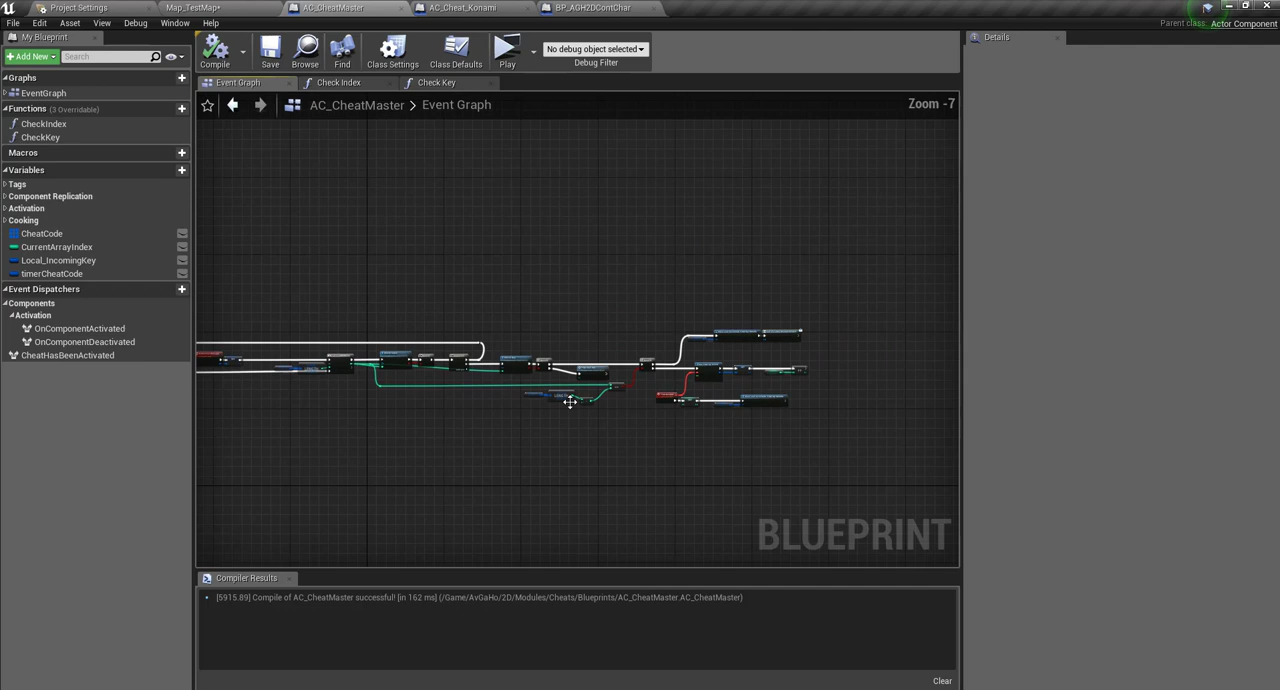 Project Settings
Map_TestMap*
AC_CheatMaster
AC_Cheat_Konami
BP_AGH2DContChar
File Edit Asset View Debug Window Help
Parent class: Actor Component
My Blueprint
Add New
Search
Graphs
EventGraph
Functions (3 Overridable)
CheckIndex
CheckKey
Macros
Variables
Tags
Component Replication
Activation
Cooking
CheatCode
CurrentArrayIndex
Local_IncomingKey
timerCheatCode
Event Dispatchers
Components
Activation
OnComponentActivated
OnComponentDeactivated
CheatHasBeenActivated
Compile
Save
Browse
Find
Class Settings
Class Defaults
Play
No debug object selected
Debug Filter
Event Graph
Check Index
Check Key
AC_CheatMaster > Event Graph
Zoom -7
BLUEPRINT
Compiler Results
[5915.89] Compile of AC_CheatMaster successful! [in 162 ms] (/Game/AvGaHo/2D/Modules/Cheats/Blueprints/AC_CheatMaster.AC_CheatMaster)
Clear
Details